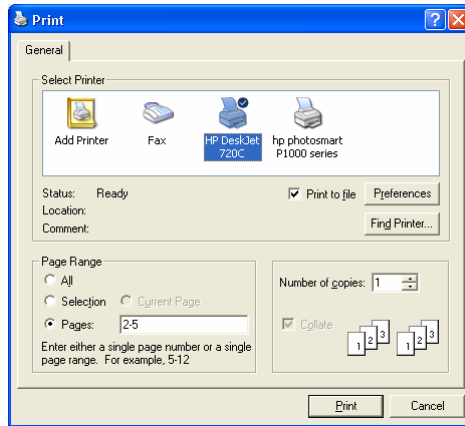 Print
General
Select Printer
Add Printer
Fax
HP DeskJet
720C
hp photosmart
P1000 series
Status: Ready
Print to file
Preferences
Location:
Comment:
Find Printer...
Page Range
All
Selection
Current Page
Pages: 2-5
Enter either a single page number or a single
page range. For example, 5-12
Number of copies: 1
Collate
1 2 3 1 2 3
Print
Cancel